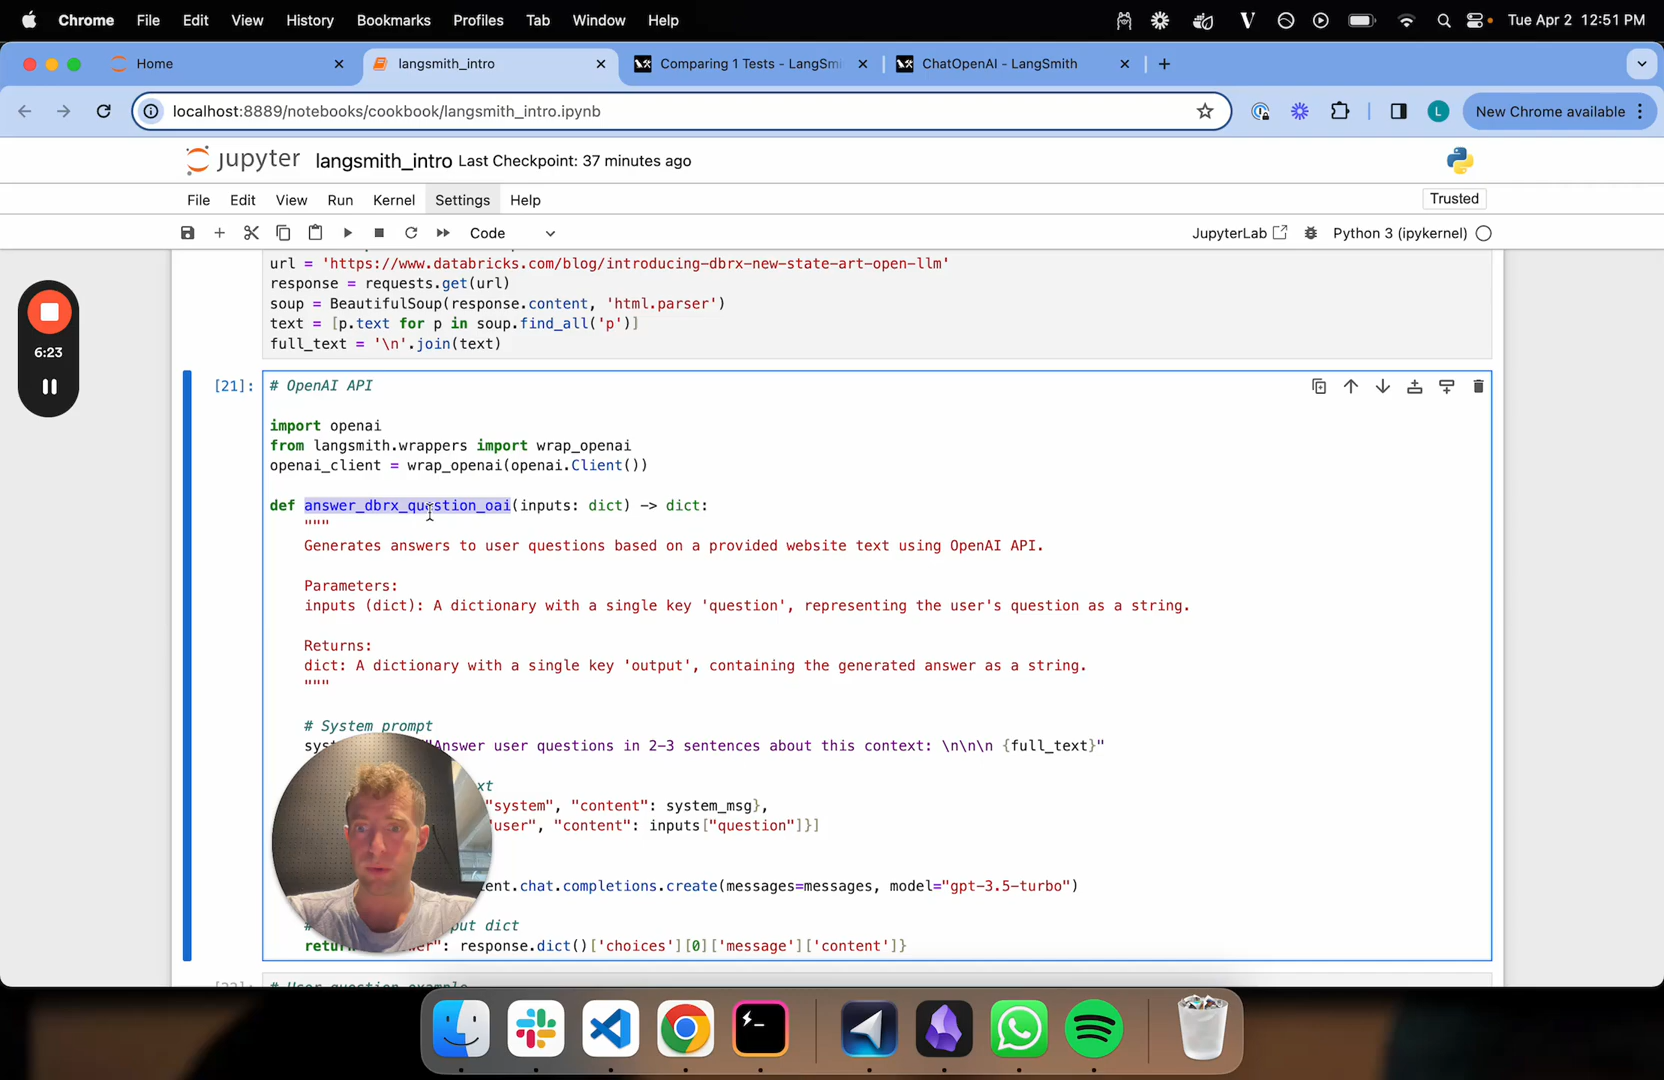 Chrome File Edit View History Bookmarks Profiles Tab Window Help Tue Apr 2 12:51 PM
Home langsmith_intro Comparing 1 Tests - LangSmi ChatOpenAI - LangSmith
localhost:8889/notebooks/cookbook/langsmith_intro.ipynb L New Chrome available
jupyter langsmith_intro Last Checkpoint: 37 minutes ago
File Edit View Run Kernel Settings Help Trusted
Code JupyterLab Python 3 (ipykernel)
url = 'https://www.databricks.com/blog/introducing-dbrx-new-state-art-open-llm'
response = requests.get(url)
soup = BeautifulSoup(response.content, 'html.parser')
text = [p.text for p in soup.find_all('p')]
full_text = '\n'.join(text)
6:23
[21]: # OpenAI API
import openai
from langsmith.wrappers import wrap_openai
openai_client = wrap_openai(openai.Client())
def answer_dbrx_question_oai(inputs: dict) -> dict:
"""
Generates answers to user questions based on a provided website text using OpenAI API.
Parameters:
inputs (dict): A dictionary with a single key 'question', representing the user's question as a string.
Returns:
dict: A dictionary with a single key 'output', containing the generated answer as a string.
"""
# System prompt
"Answer user questions in 2-3 sentences about this context: \n\n\n {full_text}"
"system", "content": system_msg},
"content": inputs["question"]}]
.chat.completions.create(messages=messages, model="gpt-3.5-turbo")
dict
response.dict()['choices'][0]['message']['content']}
# User question example